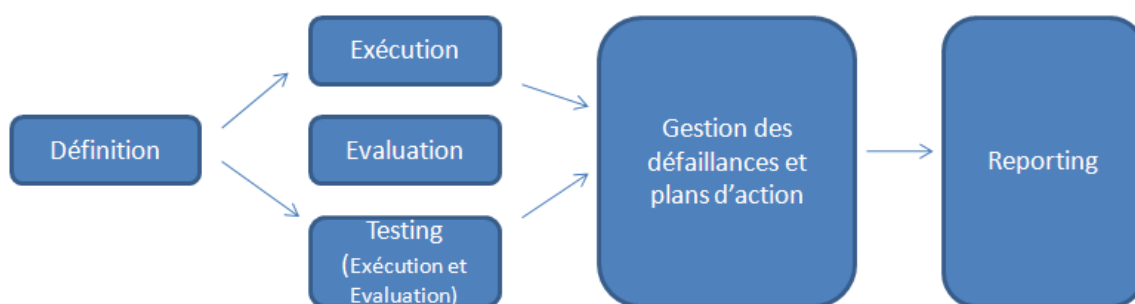 Définition
Exécution
Evaluation
Testing
(Exécution et
Evaluation)
Gestion des
défaillances et
plans d’action
Reporting